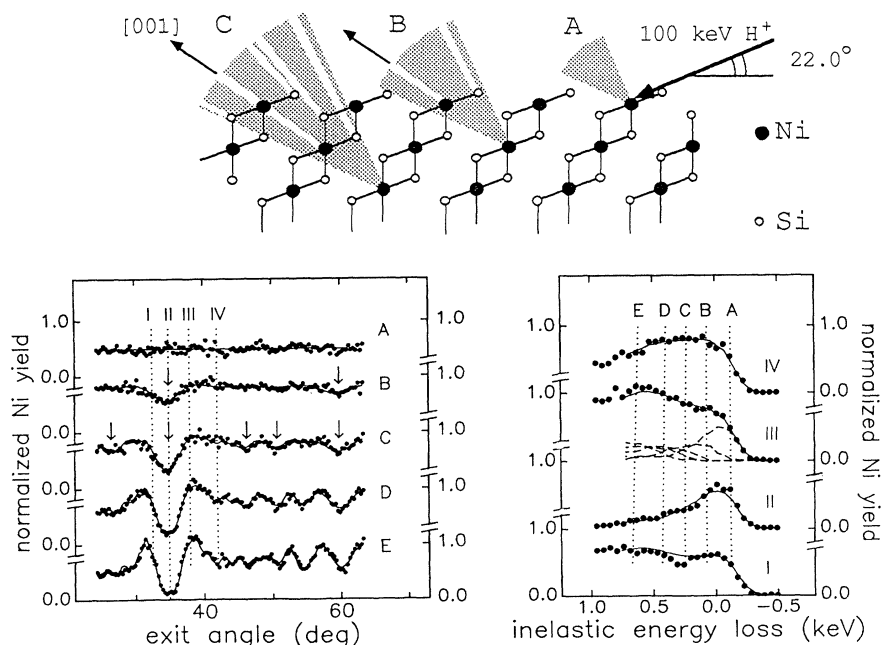 C B A
[001]
100 keV H+
22.0°
Ni
Si
I II III IV
1.0 1.0
A
0.0 0.0
B
0.0 0.0
C
0.0
D
0.0 1.0
E
0.0
40 60
exit angle (deg)
normalized Ni yield
E D C B A
1.0 1.0
IV
0.0
III
1.0 0.0
II
1.0 0.0
I
0.0 0.0
1.0 0.5 0.0 -0.5
inelastic energy loss (keV)
normalized Ni yield